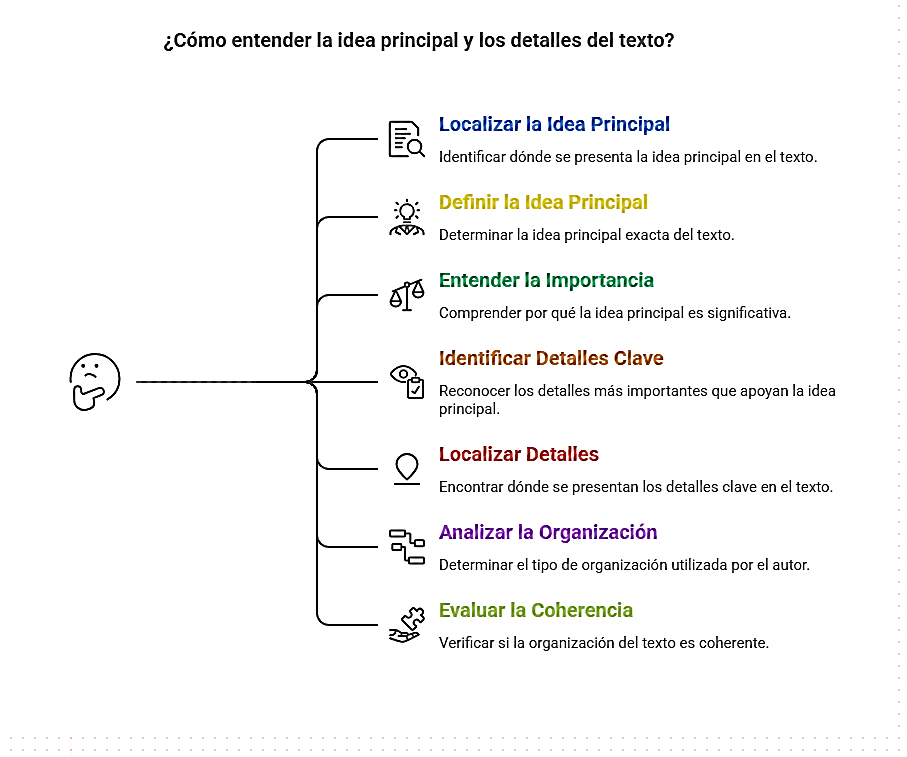 ¿Cómo entender la idea principal y los detalles del texto?
Localizar la Idea Principal
Identificar dónde se presenta la idea principal en el texto.
Definir la Idea Principal
Determinar la idea principal exacta del texto.
Entender la Importancia
Comprender por qué la idea principal es significativa.
Identificar Detalles Clave
Reconocer los detalles más importantes que apoyan la idea
principal.
Localizar Detalles
Encontrar dónde se presentan los detalles clave en el texto.
Analizar la Organización
Determinar el tipo de organización utilizada por el autor.
Evaluar la Coherencia
Verificar si la organización del texto es coherente.